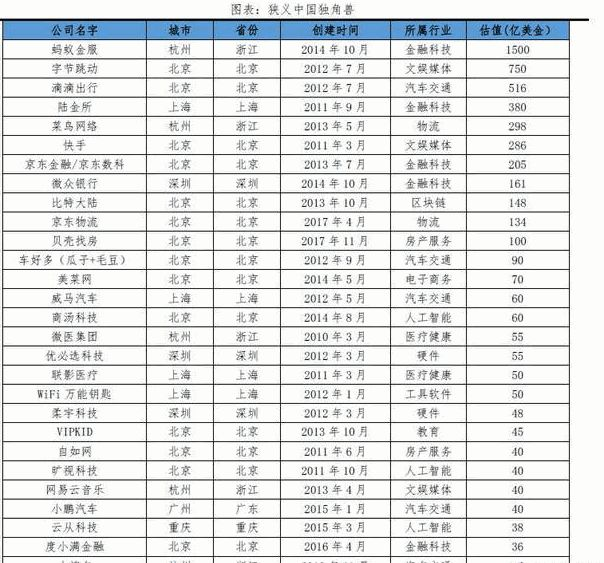 图表：狭义中国独角兽
公司名字 城市 省份 创建时间 所属行业 估值(亿美金)
蚂蚁金服 杭州 浙江 2014 年 10 月 金融科技 1500
字节跳动 北京 北京 2012 年 7 月 文娱媒体 750
滴滴出行 北京 北京 2012 年 7 月 汽车交通 516
陆金所 上海 上海 2011 年 9 月 金融科技 380
菜鸟网络 杭州 浙江 2013 年 5 月 物流 298
快手 北京 北京 2011 年 3 月 文娱媒体 286
京东金融/京东数科 北京 北京 2013 年 7 月 金融科技 205
微众银行 深圳 深圳 2014 年 10 月 金融科技 161
比特大陆 北京 北京 2013 年 10 月 区块链 148
京东物流 北京 北京 2017 年 4 月 物流 134
贝壳找房 北京 北京 2017 年 11 月 房产服务 100
车好多（瓜子+毛豆） 北京 北京 2012 年 9 月 汽车交通 90
美菜网 北京 北京 2014 年 5 月 电子商务 70
威马汽车 上海 上海 2012 年 5 月 汽车交通 60
商汤科技 北京 北京 2014 年 8 月 人工智能 60
微医集团 杭州 浙江 2010 年 3 月 医疗健康 55
优必选科技 深圳 深圳 2012 年 3 月 硬件 55
联影医疗 上海 上海 2011 年 3 月 医疗健康 50
WiFi 万能钥匙 上海 上海 2012 年 1 月 工具软件 50
柔宇科技 深圳 深圳 2012 年 3 月 硬件 48
VIPKID 北京 北京 2013 年 10 月 教育 45
自如网 北京 北京 2011 年 6 月 房产服务 40
旷视科技 北京 北京 2011 年 10 月 人工智能 40
网易云音乐 杭州 浙江 2013 年 4 月 文娱媒体 40
小鹏汽车 广州 广东 2015 年 1 月 汽车交通 40
云从科技 重庆 重庆 2015 年 3 月 人工智能 38
度小满金融 北京 北京 2016 年 4 月 金融科技 36